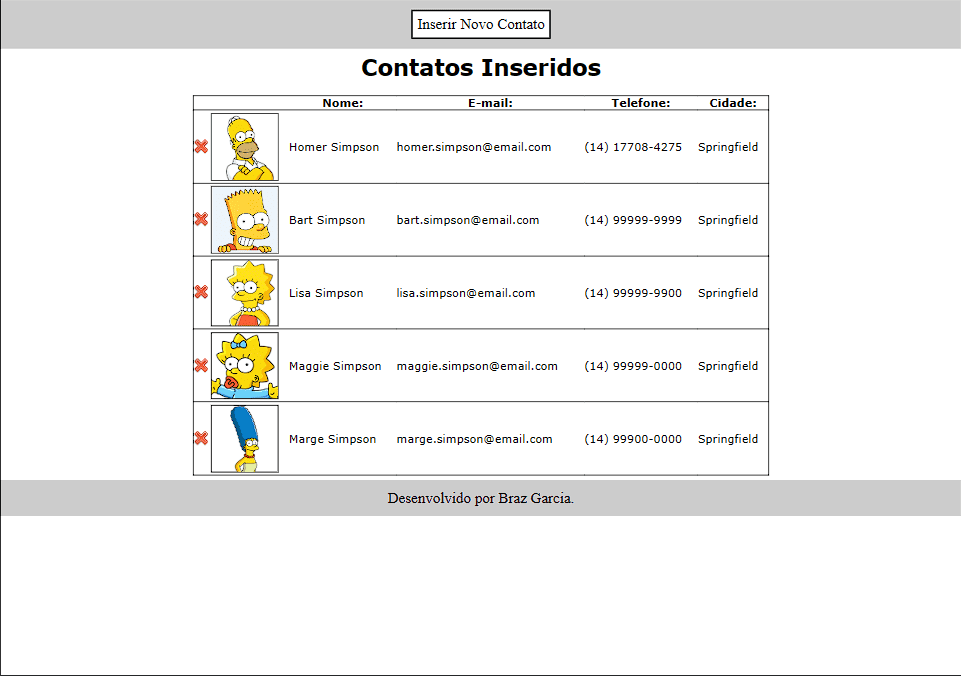 Inserir Novo Contato
Contatos Inseridos
Nome: E-mail: Telefone: Cidade:
Homer Simpson homer.simpson@email.com (14) 17708-4275 Springfield
Bart Simpson bart.simpson@email.com (14) 99999-9999 Springfield
Lisa Simpson lisa.simpson@email.com (14) 99999-9900 Springfield
Maggie Simpson maggie.simpson@email.com (14) 99999-0000 Springfield
Marge Simpson marge.simpson@email.com (14) 99900-0000 Springfield
Desenvolvido por Braz Garcia.